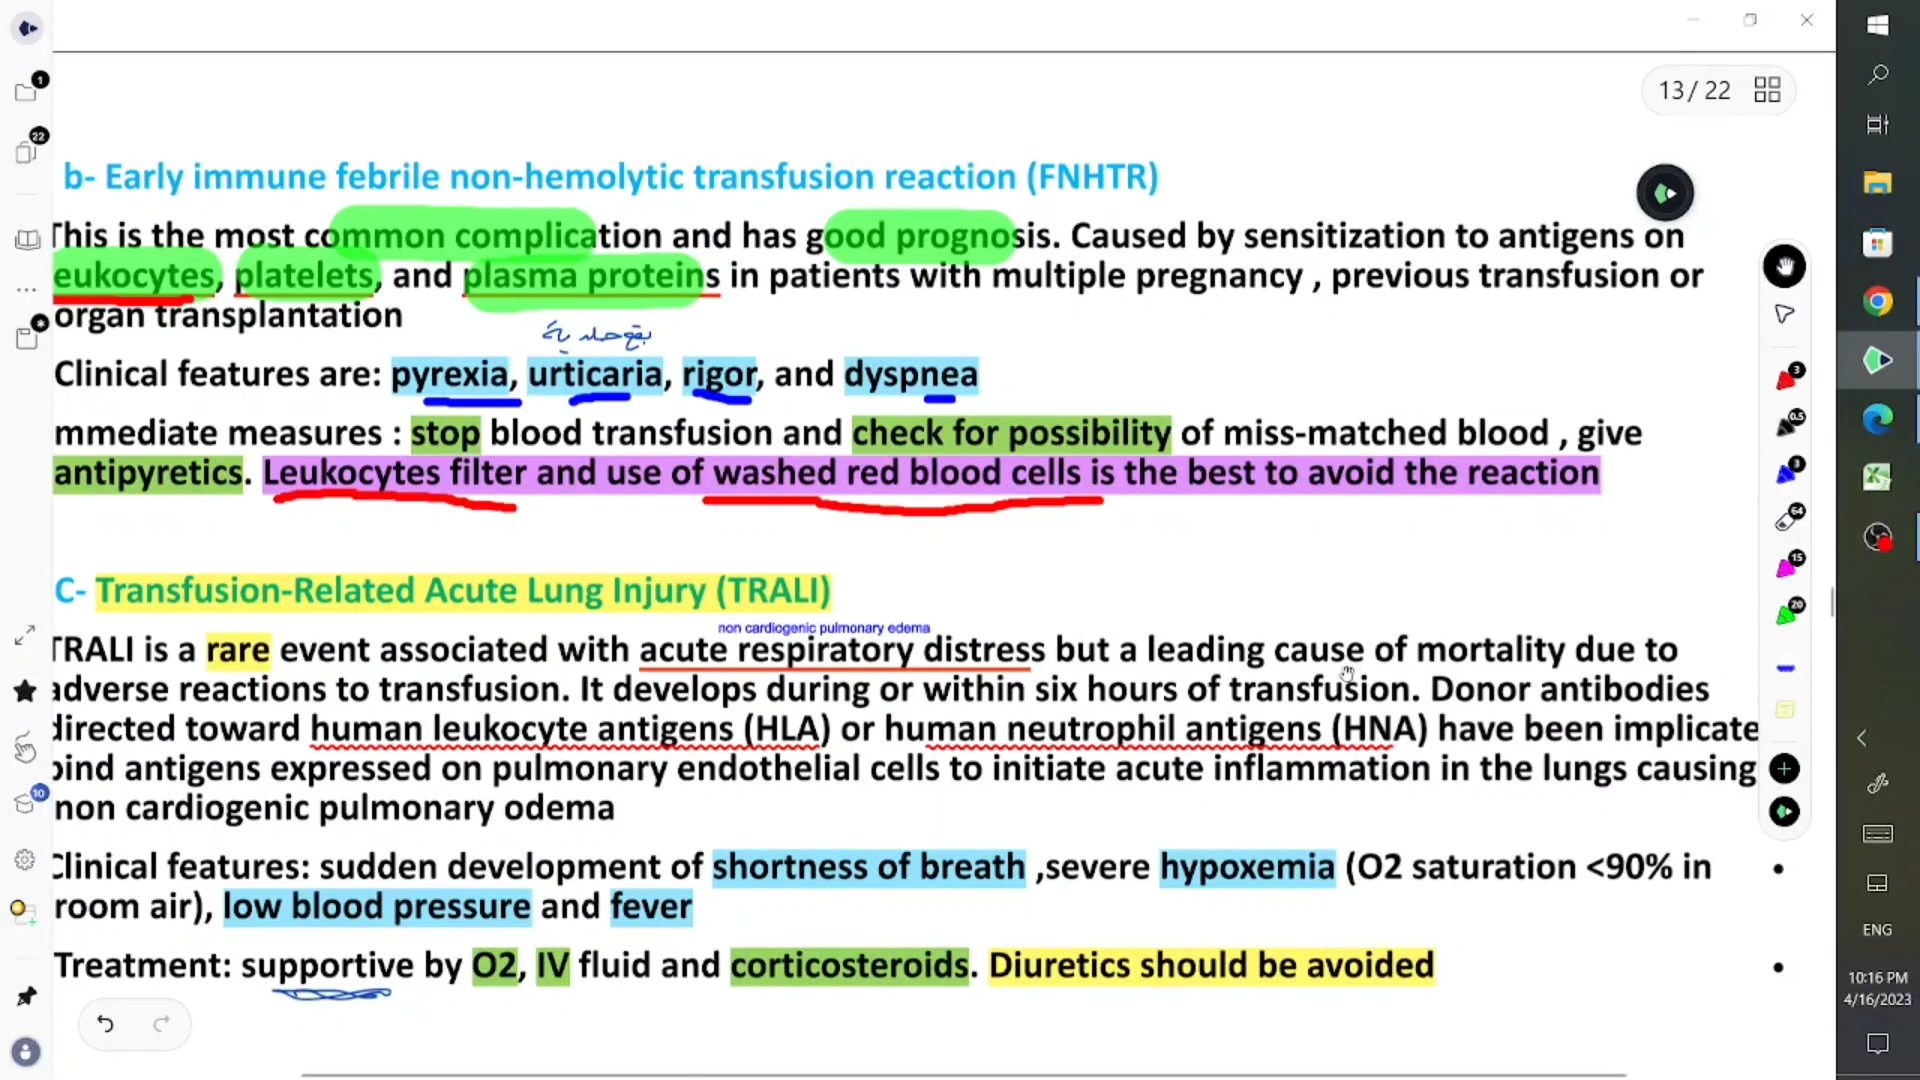 13/ 22
b- Early immune febrile non-hemolytic transfusion reaction (FNHTR)
This is the most common complication and has good prognosis. Caused by sensitization to antigens on
eukocytes, platelets, and plasma proteins in patients with multiple pregnancy , previous transfusion or
organ transplantation
Clinical features are: pyrexia, urticaria, rigor, and dyspnea
mmediate measures : stop blood transfusion and check for possibility of miss-matched blood , give
antipyretics. Leukocytes filter and use of washed red blood cells is the best to avoid the reaction
C- Transfusion-Related Acute Lung Injury (TRALI)
non cardiogenic pulmonary edema
TRALI is a rare event associated with acute respiratory distress but a leading cause of mortality due to
adverse reactions to transfusion. It develops during or within six hours of transfusion. Donor antibodies
directed toward human leukocyte antigens (HLA) or human neutrophil antigens (HNA) have been implicate
bind antigens expressed on pulmonary endothelial cells to initiate acute inflammation in the lungs causing
non cardiogenic pulmonary odema
Clinical features: sudden development of shortness of breath ,severe hypoxemia (O2 saturation <90% in
room air), low blood pressure and fever
Treatment: supportive by O2, IV fluid and corticosteroids. Diuretics should be avoided
1
22
10
3
0.5
3
64
15
20
T
ENG
10:16 PM
4/16/2023